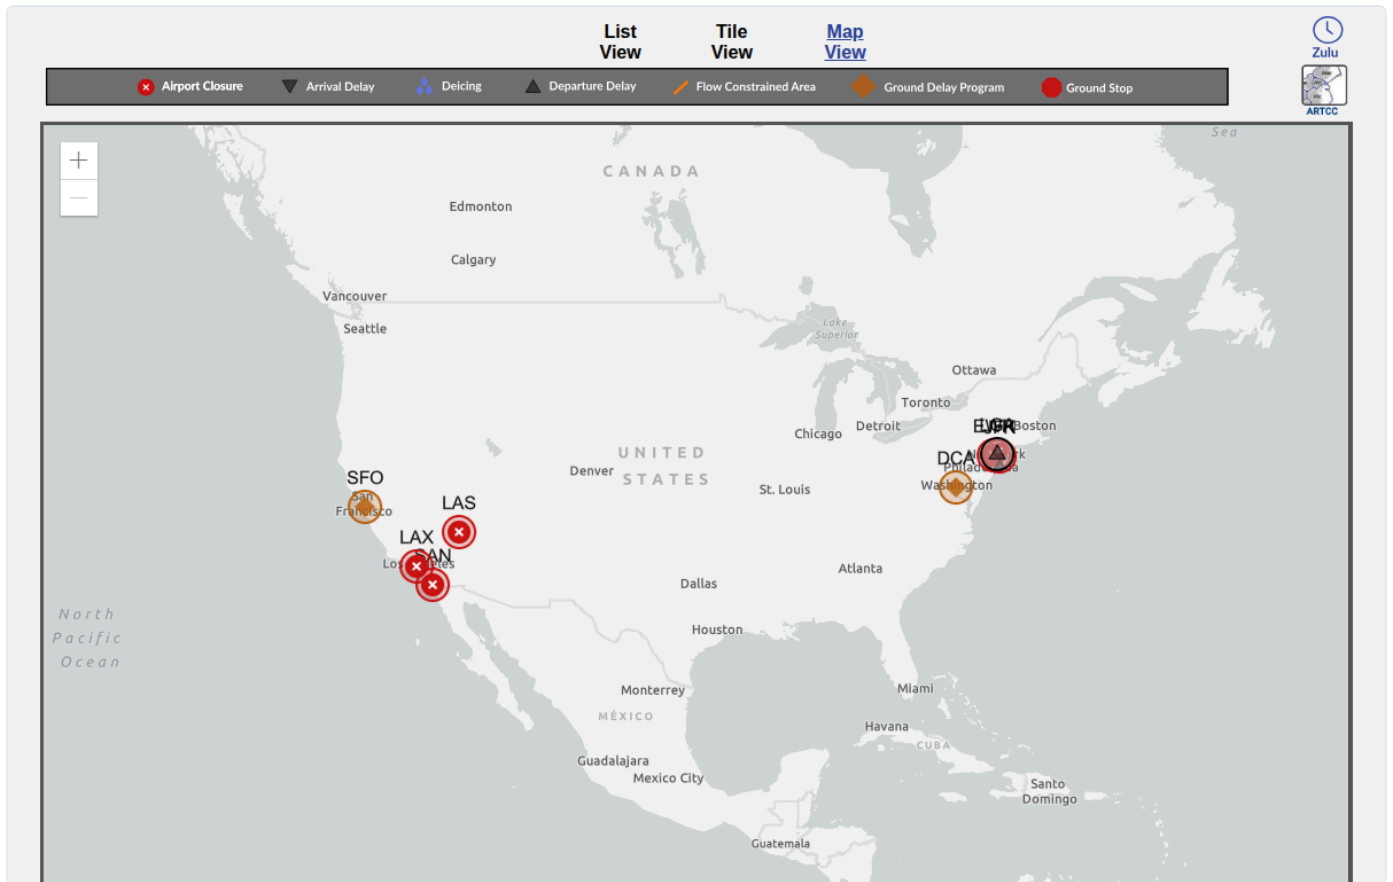 List
View
Tile
View
Map
View
Zulu
Airport Closure
Arrival Delay
Deicing
Departure Delay
Flow Constrained Area
Ground Delay Program
Ground Stop
ARTCC
Sea
CANADA
Edmonton
Calgary
Vancouver
Seattle
Lake
Superior
Ottawa
Toronto
Chicago
Detroit
Boston
UNITED
STATES
Denver
St. Louis
DCA
Washington
SFO
San
Francisco
LAS
LAX
SAN
Dallas
Atlanta
Houston
North
Pacific
Ocean
Monterrey
MÉXICO
Miami
Havana
CUBA
Guadalajara
Mexico City
Santo
Domingo
Guatemala